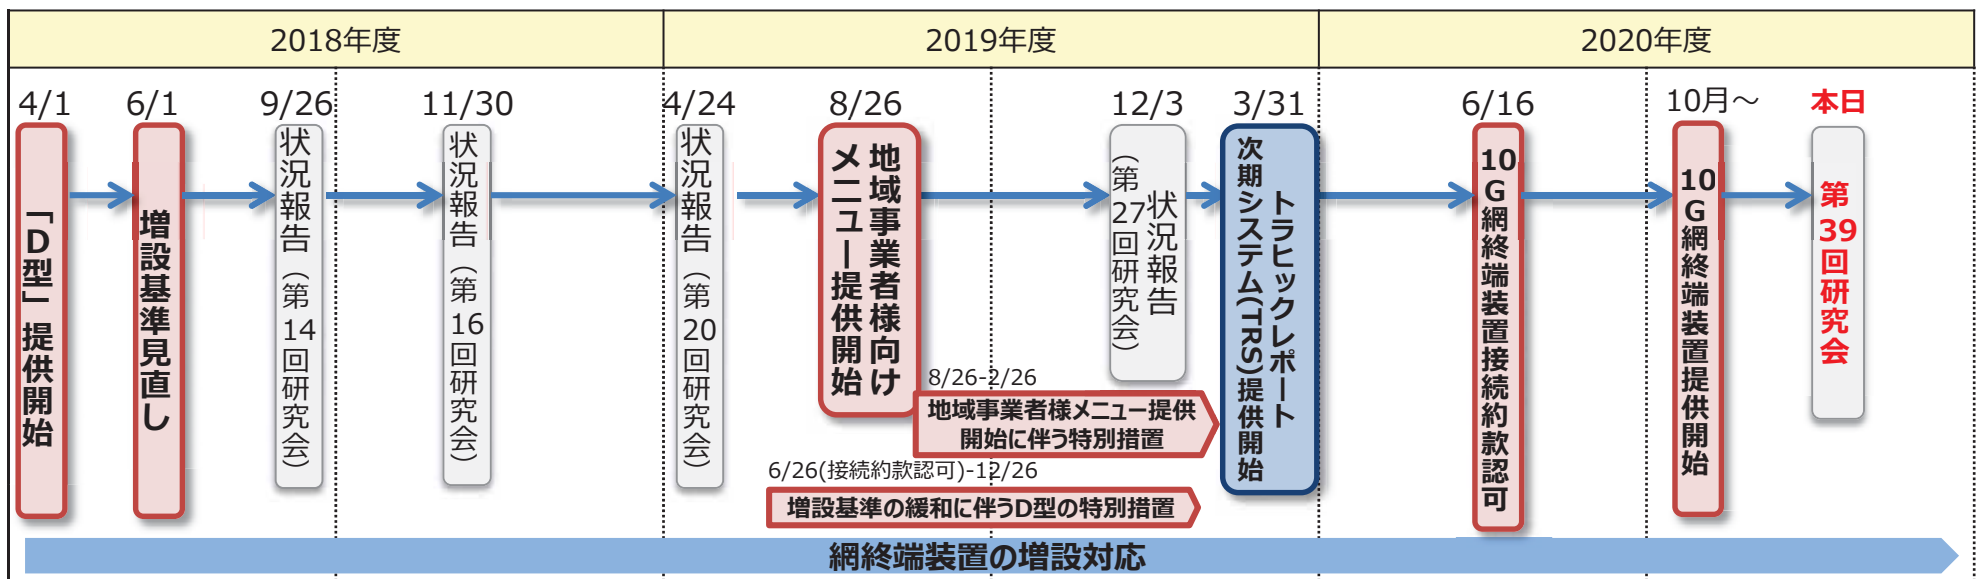 2018年度
2019年度
2020年度
4/1
6/1
9/26
11/30
4/24
8/26
12/3
3/31
6/16
10月～
本日
「D型」提供開始
増設基準見直し
状況報告（第14回研究会）
状況報告（第16回研究会）
状況報告（第20回研究会）
地域事業者様向け
メニュー提供開始
状況報告
（第27回研究会）
トラヒックレポート
次期システム(TRS)提供開始
10G網終端装置接続約款認可
10G網終端装置提供開始
第39回研究会
8/26-2/26
地域事業者様メニュー提供
開始に伴う特別措置
6/26(接続約款認可)-12/26
増設基準の緩和に伴うD型の特別措置
網終端装置の増設対応